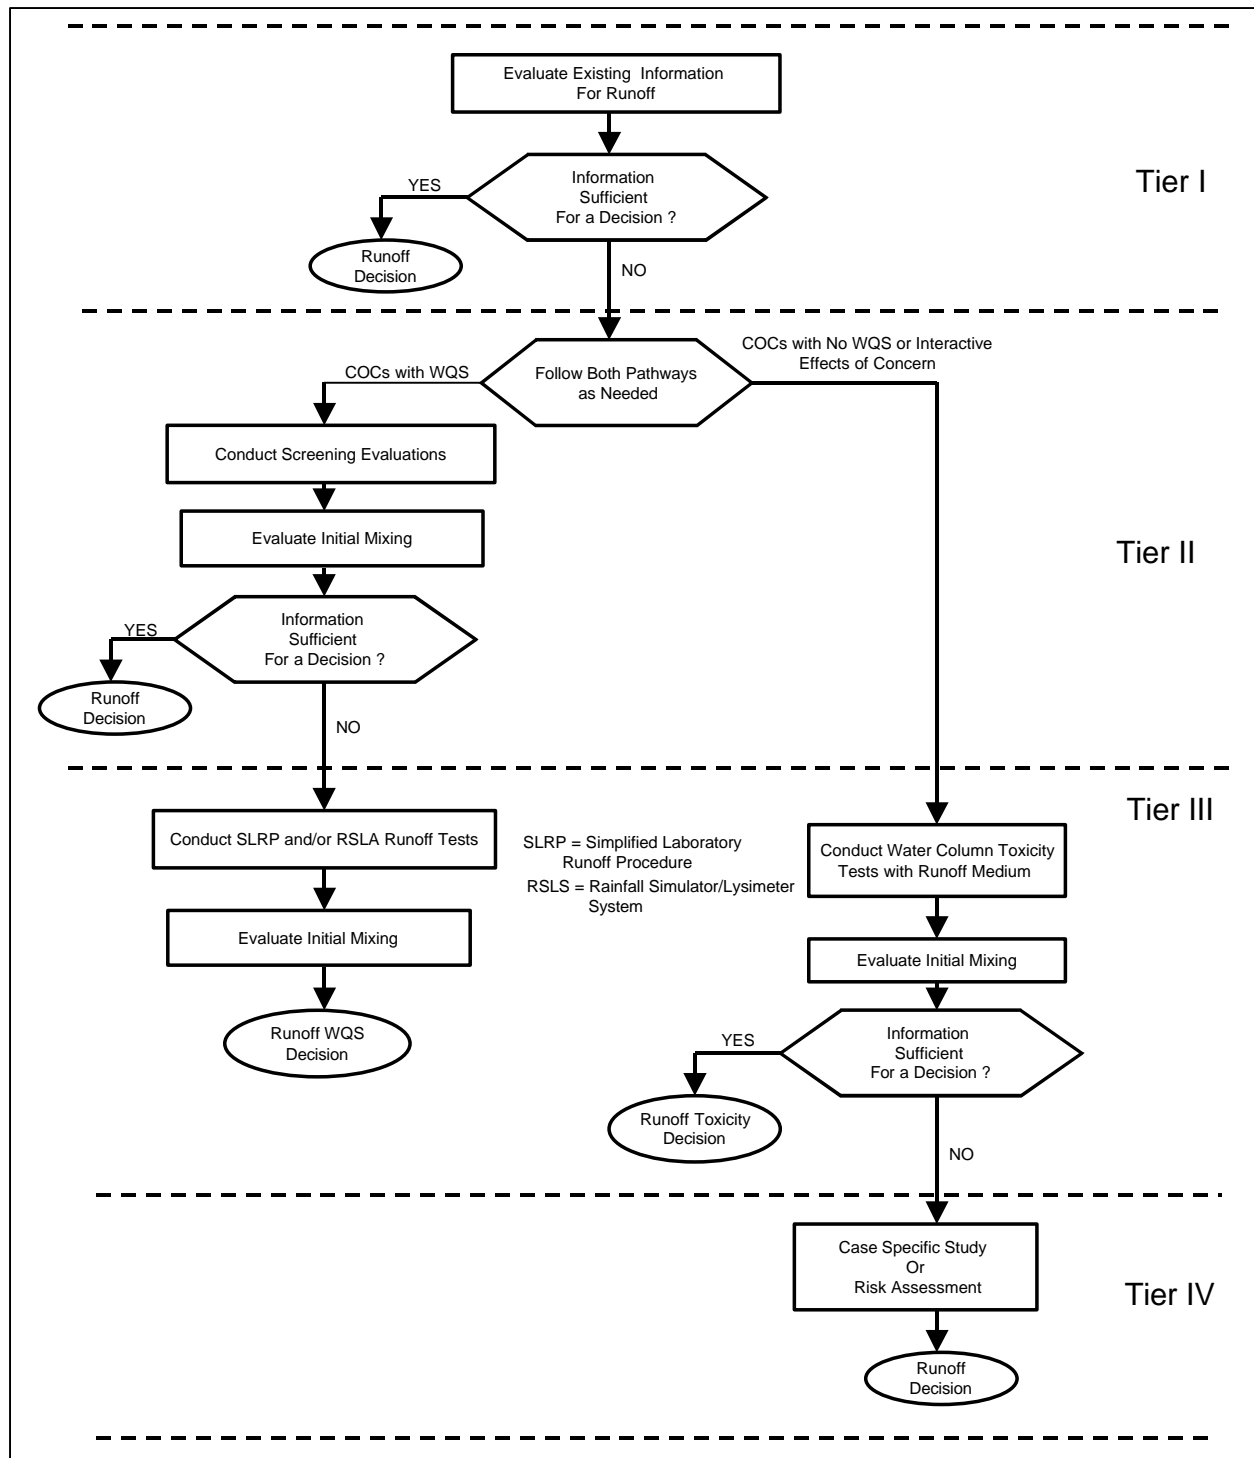 Evaluate Existing Information
For Runoff
Information
Sufficient
For a Decision ?
Tier I
YES
Runoff
Decision
NO
COCs with No WQS or Interactive
Effects of Concern
COCs with WQS
Follow Both Pathways
as Needed
Conduct Screening Evaluations
Evaluate Initial Mixing
Tier II
Information
Sufficient
For a Decision ?
YES
Runoff
Decision
NO
Tier III
Conduct SLRP and/or RSLA Runoff Tests
SLRP = Simplified Laboratory
Runoff Procedure
RSLS = Rainfall Simulator/Lysimeter
System
Conduct Water Column Toxicity
Tests with Runoff Medium
Evaluate Initial Mixing
Evaluate Initial Mixing
Runoff WQS
Decision
Information
Sufficient
For a Decision ?
YES
Runoff Toxicity
Decision
NO
Case Specific Study
Or
Risk Assessment
Tier IV
Runoff
Decision